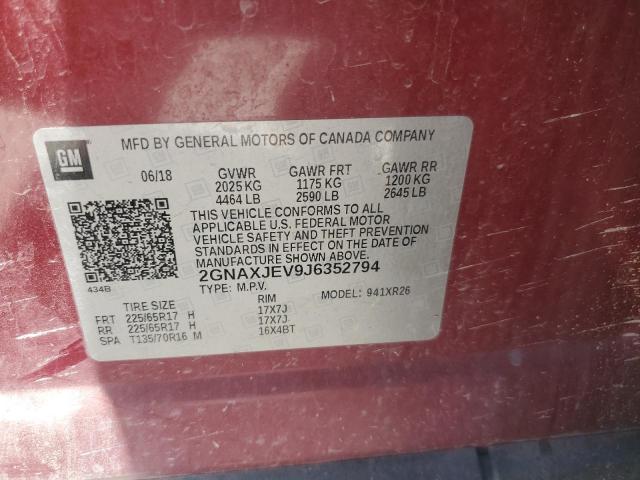 GM
MFD BY GENERAL MOTORS OF CANADA COMPANY
06/18 GVWR GAWR FRT GAWR RR
2025 KG 1175 KG 1200 KG
4464 LB 2590 LB 2645 LB
THIS VEHICLE CONFORMS TO ALL
APPLICABLE U.S. FEDERAL MOTOR
VEHICLE SAFETY AND THEFT PREVENTION
STANDARDS IN EFFECT ON THE DATE OF
MANUFACTURE SHOWN ABOVE.
434B
2GNAXJEV9J6352794
TYPE: M.P.V. MODEL: 941XR26
TIRE SIZE RIM
FRT 225/65R17 H 17X7J
RR 225/65R17 H 17X7J
SPA T135/70R16 M 16X4BT